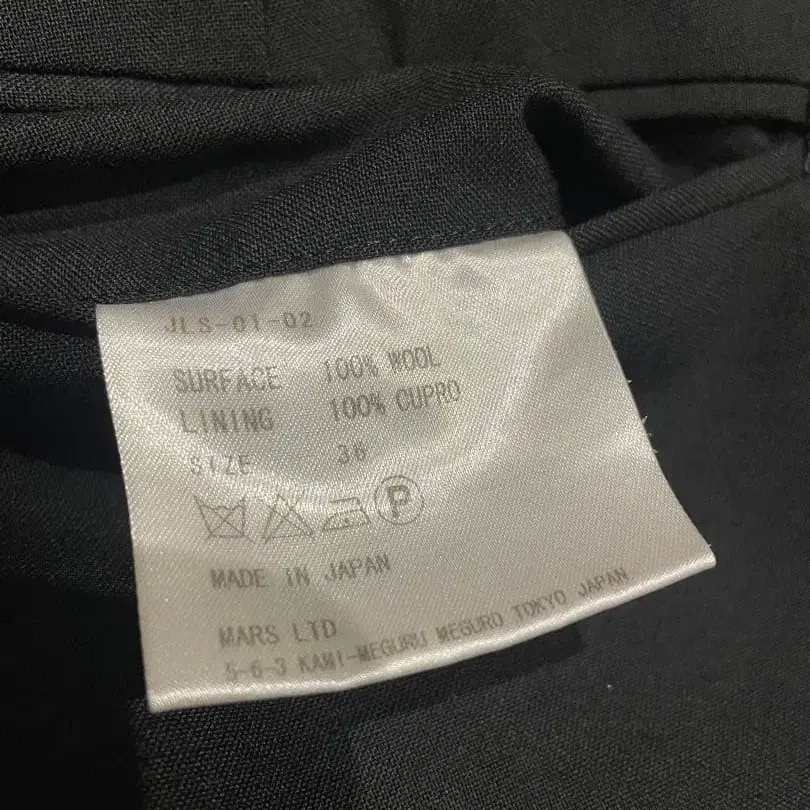 JLS-01-02
SURFACE 100% WOOL
LINING 100% CUPRO
SIZE 36
P
MADE IN JAPAN
MARS LTD
5-6-3 KAMI-MEGURU MEGURO TOKYO JAPAN